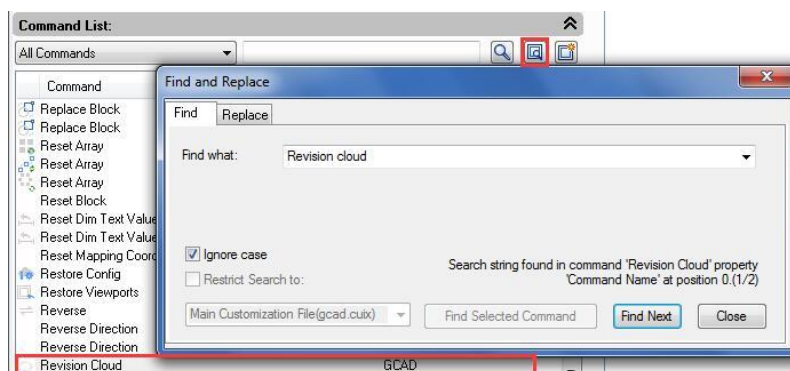 Command List:
All Commands
Command
Find and Replace
Replace Block
Replace Block
Reset Array
Reset Array
Reset Array
Reset Block
Reset Dim Text Value
Reset Dim Text Value
Reset Mapping Coord
Restore Config
Restore Viewports
Reverse
Reverse Direction
Reverse Direction
Revision Cloud GCAD
Find Replace
Find what: Revision cloud
Ignore case
Restrict Search to:
Search string found in command 'Revision Cloud' property
'Command Name' at position 0.(1/2)
Main Customization File(gcad.cuix) Find Selected Command Find Next Close